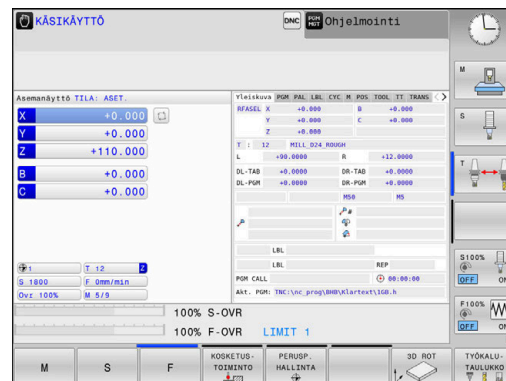 KÄSIKÄYTTÖ
DNC PGM MGT Ohjelmointi
Asemanäyttö TILA: ASET.
X +0.000
Y +0.000
Z +110.000
B +0.000
C +0.000
1 T 12 Z
S 1800 F 0mm/min
Ovr 100% M 5/9
Yleiskuva PGM PAL LBL CYC M POS TOOL TT TRANS
RFASEL X +0.000 B +0.000
Y +0.000 C +0.000
Z +0.000
T : 12 MILL_D24_ROUGH
L +90.0000 R +12.0000
DL-TAB +0.0000 DR-TAB +0.0000
DL-PGM +0.0000 DR-PGM +0.0000
M50 M5
LBL
LBL REP
PGM CALL 00:00:00
Akt. PGM: TNC:\nc_prog\BHB\Klartext\1GB.h
100% S-OVR
100% F-OVR LIMIT 1
M
S
F
KOSKETUS-
TOIMINTO
PERUSP.
HALLINTA
3D ROT
TYÖKALU-
TAULUKKO
M
S
T
S100%
OFF ON
F100%
OFF ON